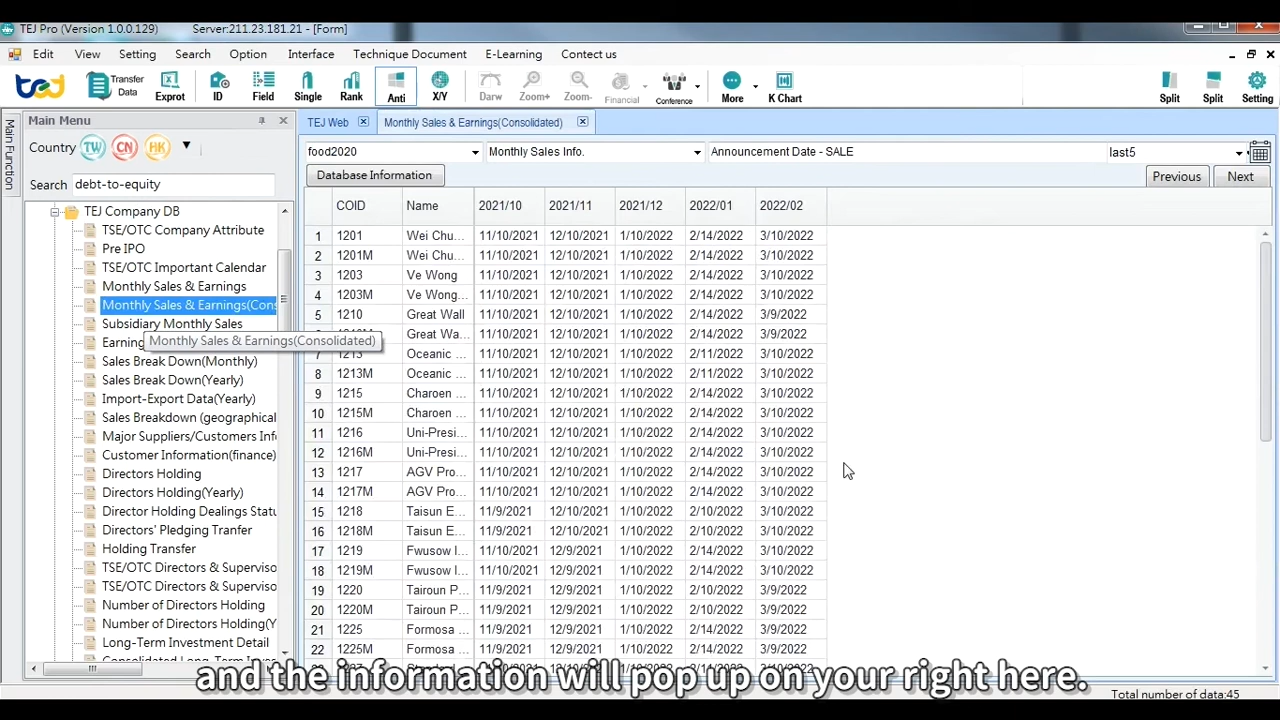 TEJ Pro (Version 1.0.0.129) Server:211.23.181.21 - [Form]
Edit View Setting Search Option Interface Technique Document E-Learning Contact us
Transfer Data Exprot ID Field Single Rank Anti X/Y Darw Zoom+ Zoom- Financial Conference More K Chart Split Split Setting
Main Function
Main Menu
Country TW CN HK
Search debt-to-equity
TEJ Company DB
TSE/OTC Company Attribute
Pre IPO
TSE/OTC Important Calendar
Monthly Sales & Earnings
Monthly Sales & Earnings(Cons
Subsidiary Monthly Sales
Earning
Monthly Sales & Earnings(Consolidated)
Sales Break Down(Monthly)
Sales Break Down(Yearly)
Import-Export Data(Yearly)
Sales Breakdown (geographical
Major Suppliers/Customers Inf
Customer Information(finance)
Directors Holding
Directors Holding(Yearly)
Director Holding Dealings Statu
Directors' Pledging Tranfer
Holding Transfer
TSE/OTC Directors & Superviso
TSE/OTC Directors & Superviso
Number of Directors Holding
Number of Directors Holding(Y
Long-Term Investment Detail
TEJ Web Monthly Sales & Earnings(Consolidated)
food2020 Monthly Sales Info. Announcement Date - SALE last5
Database Information Previous Next
COID Name 2021/10 2021/11 2021/12 2022/01 2022/02
1 1201 Wei Chu... 11/10/2021 12/10/2021 1/10/2022 2/14/2022 3/10/2022
2 1201M Wei Chu... 11/10/2021 12/10/2021 1/10/2022 2/14/2022 3/10/2022
3 1203 Ve Wong 11/10/2021 12/10/2021 1/10/2022 2/14/2022 3/10/2022
4 1203M Ve Wong... 11/10/2021 12/10/2021 1/10/2022 2/14/2022 3/10/2022
5 1210 Great Wall 11/10/2021 12/10/2021 1/10/2022 2/14/2022 3/9/2022
Great Wa... 11/10/2021 12/10/2021 1/10/2022 2/14/2022 3/9/2022
7 1213 Oceanic ... 11/10/2021 12/10/2021 1/10/2022 2/11/2022 3/10/2022
8 1213M Oceanic ... 11/10/2021 12/10/2021 1/10/2022 2/11/2022 3/10/2022
9 1215 Charoen ... 11/10/2021 12/10/2021 1/10/2022 2/14/2022 3/10/2022
10 1215M Charoen ... 11/10/2021 12/10/2021 1/10/2022 2/14/2022 3/10/2022
11 1216 Uni-Presi... 11/10/2021 12/10/2021 1/10/2022 2/14/2022 3/10/2022
12 1216M Uni-Presi... 11/10/2021 12/10/2021 1/10/2022 2/14/2022 3/10/2022
13 1217 AGV Pro... 11/10/2021 12/10/2021 1/10/2022 2/14/2022 3/10/2022
14 1217M AGV Pro... 11/10/2021 12/10/2021 1/10/2022 2/14/2022 3/10/2022
15 1218 Taisun E... 11/9/2021 12/10/2021 1/10/2022 2/10/2022 3/10/2022
16 1218M Taisun E... 11/9/2021 12/10/2021 1/10/2022 2/10/2022 3/10/2022
17 1219 Fwusow I... 11/10/2021 12/9/2021 1/10/2022 2/14/2022 3/10/2022
18 1219M Fwusow I... 11/10/2021 12/9/2021 1/10/2022 2/14/2022 3/10/2022
19 1220 Tairoun P... 11/9/2021 12/9/2021 1/10/2022 2/10/2022 3/9/2022
20 1220M Tairoun P... 11/9/2021 12/9/2021 1/10/2022 2/10/2022 3/9/2022
21 1225 Formosa ... 11/9/2021 12/9/2021 1/10/2022 2/14/2022 3/9/2022
22 1225M Formosa ... 11/9/2021 12/9/2021 1/10/2022 2/14/2022 3/9/2022
and the information will pop up on your right here.
Total number of data:45